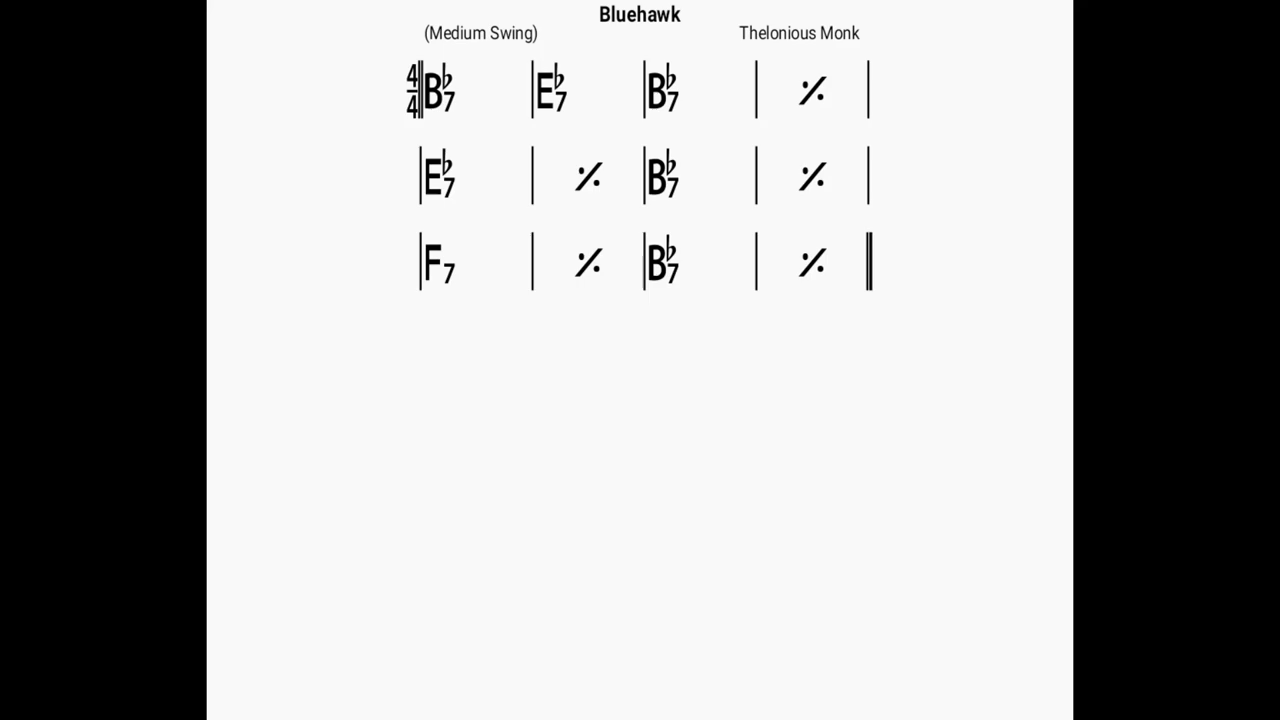 Bluehawk
(Medium Swing) Thelonious Monk
4/4 B♭7 | E♭7 | B♭7 | 𝄎 |
| E♭7 | 𝄎 | B♭7 | 𝄎 |
| F7 | 𝄎 | B♭7 | 𝄎 ||